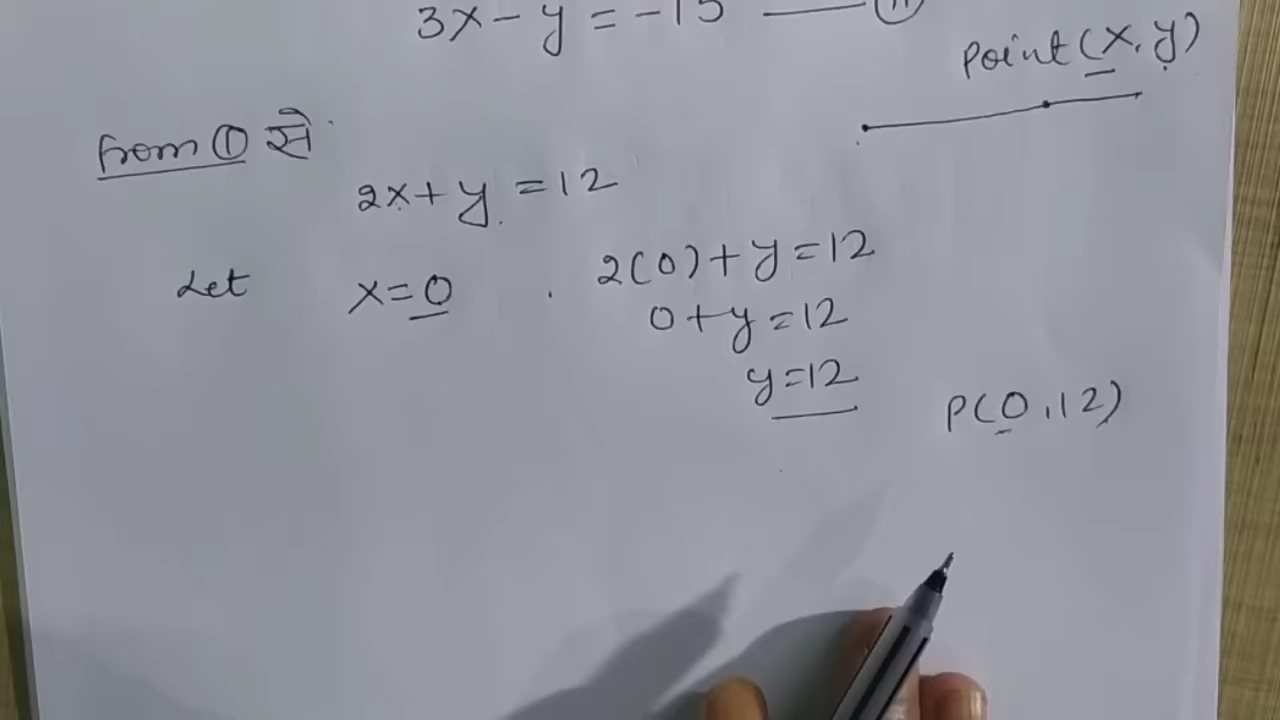 3x - y = -15 —— (ii)
Point (x, y)
from ① से
2x + y = 12
Let x = 0
2(0) + y = 12
0 + y = 12
y = 12
P(0, 12)